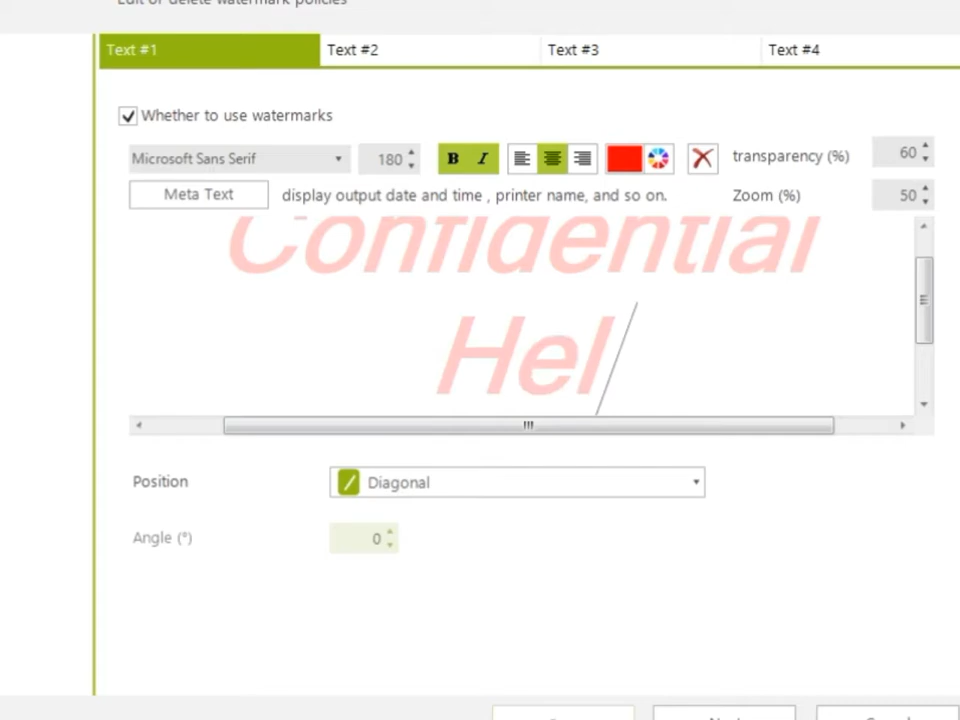 Edit or delete watermark policies
Text #1 Text #2 Text #3 Text #4
Whether to use watermarks
Microsoft Sans Serif 180 B I transparency (%) 60
Meta Text display output date and time , printer name, and so on. Zoom (%) 50
Confidential
Hel
Position Diagonal
Angle (°) 0